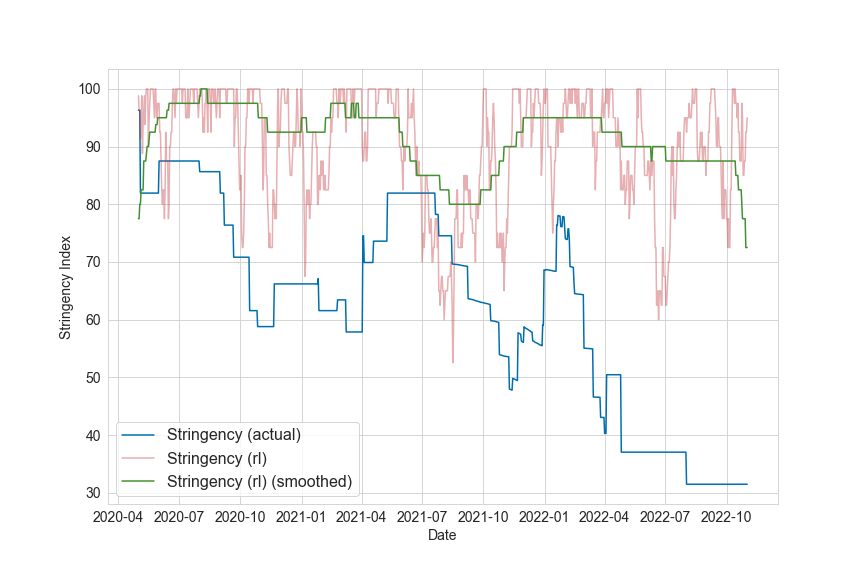 100
90
80
70
60
50
40
30
Stringency Index
Stringency (actual)
Stringency (rl)
Stringency (rl) (smoothed)
2020-04 2020-07 2020-10 2021-01 2021-04 2021-07 2021-10 2022-01 2022-04 2022-07 2022-10
Date